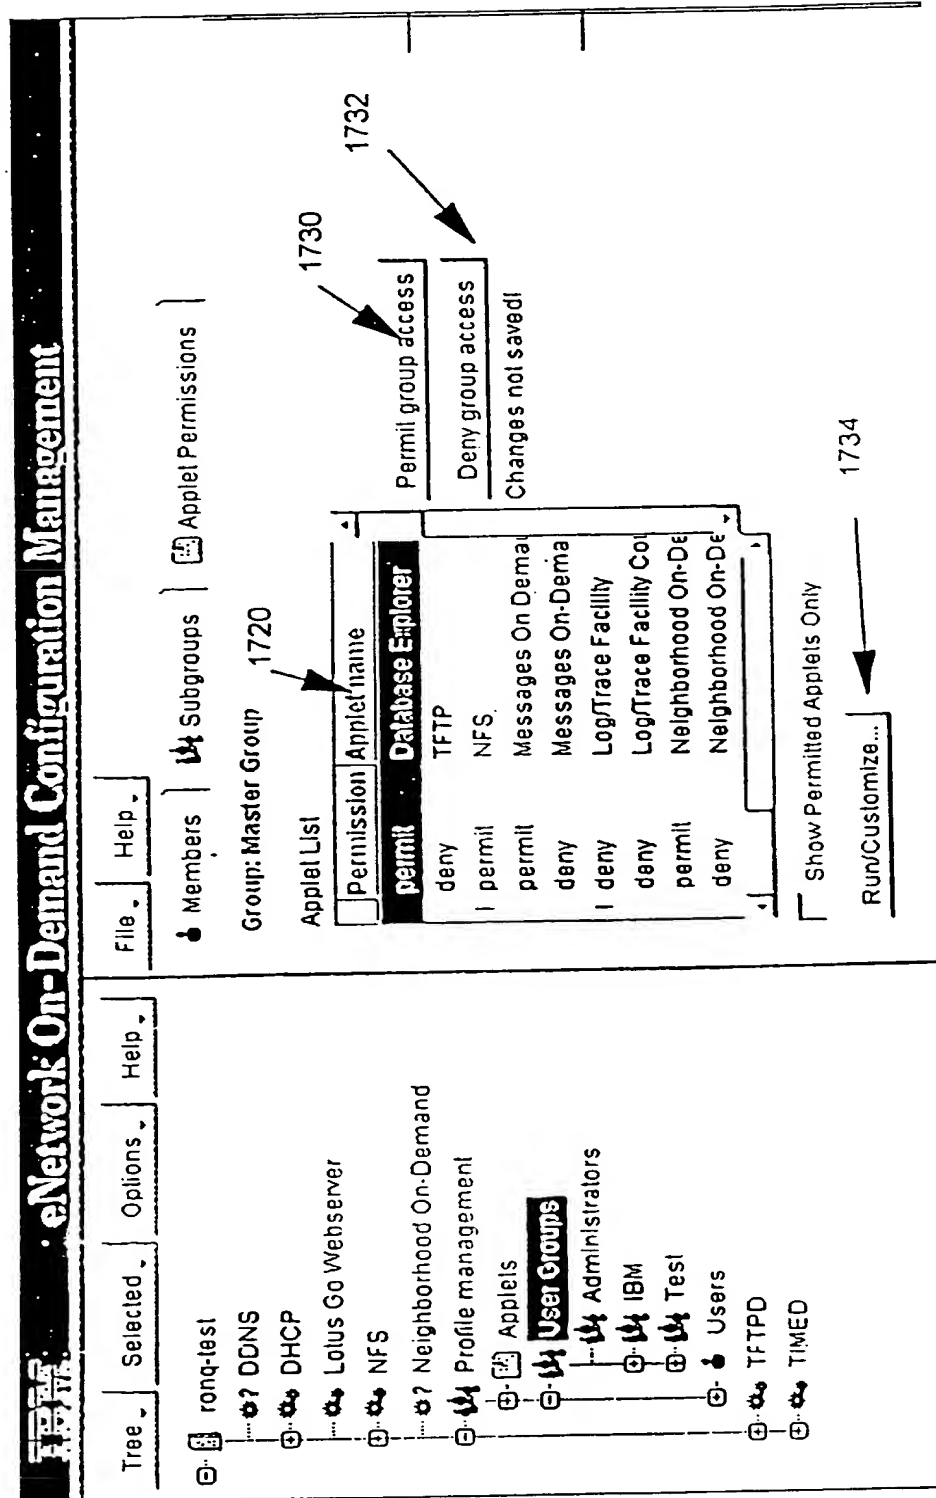 IBM eNetwork On-Demand Configuration Management
Tree Selected Options Help
ronq-test
? DDNS
DHCP
Lotus Go Webserver
NFS
? Neighborhood On-Demand
Profile management
Applets
User Groups
Administrators
IBM
Test
Users
TFTPD
TIMED
File Help
Members Subgroups Applet Permissions
Group: Master Group
1720
Applet List
Permission Applet name
permit Database Explorer
deny TFTP
permit NFS
permit Messages On Dema
deny Messages On-Dema
deny Log/Trace Facility
deny Log/Trace Facility Cou
permit Neighborhood On-De
deny Neighborhood On-De
Permit group access
1730
Deny group access
1732
Changes not saved!
Show Permitted Applets Only
Run/Customize...
1734